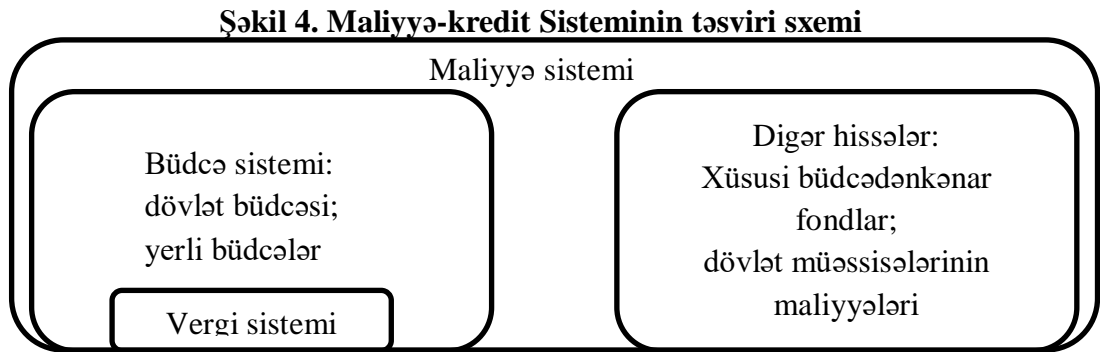 Şəkil 4. Maliyyə-kredit Sisteminin təsviri sxemi
Maliyyə sistemi
Büdcə sistemi:
dövlət büdcəsi;
yerli büdcələr
Vergi sistemi
Digər hissələr:
Xüsusi büdcədənkənar
fondlar;
dövlət müəssisələrinin
maliyyələri